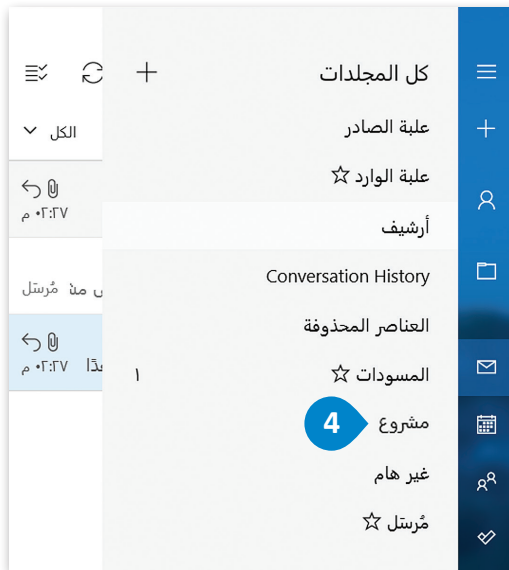 كل المجلدات
علبة الصادر
علبة الوارد
أرشيف
Conversation History
العناصر المحذوفة
المسودات ١
مشروع 4
غير هام
مُرسَل
الكل
٠٢:٢٧ م
مُرسَل
٠٢:٢٧ م